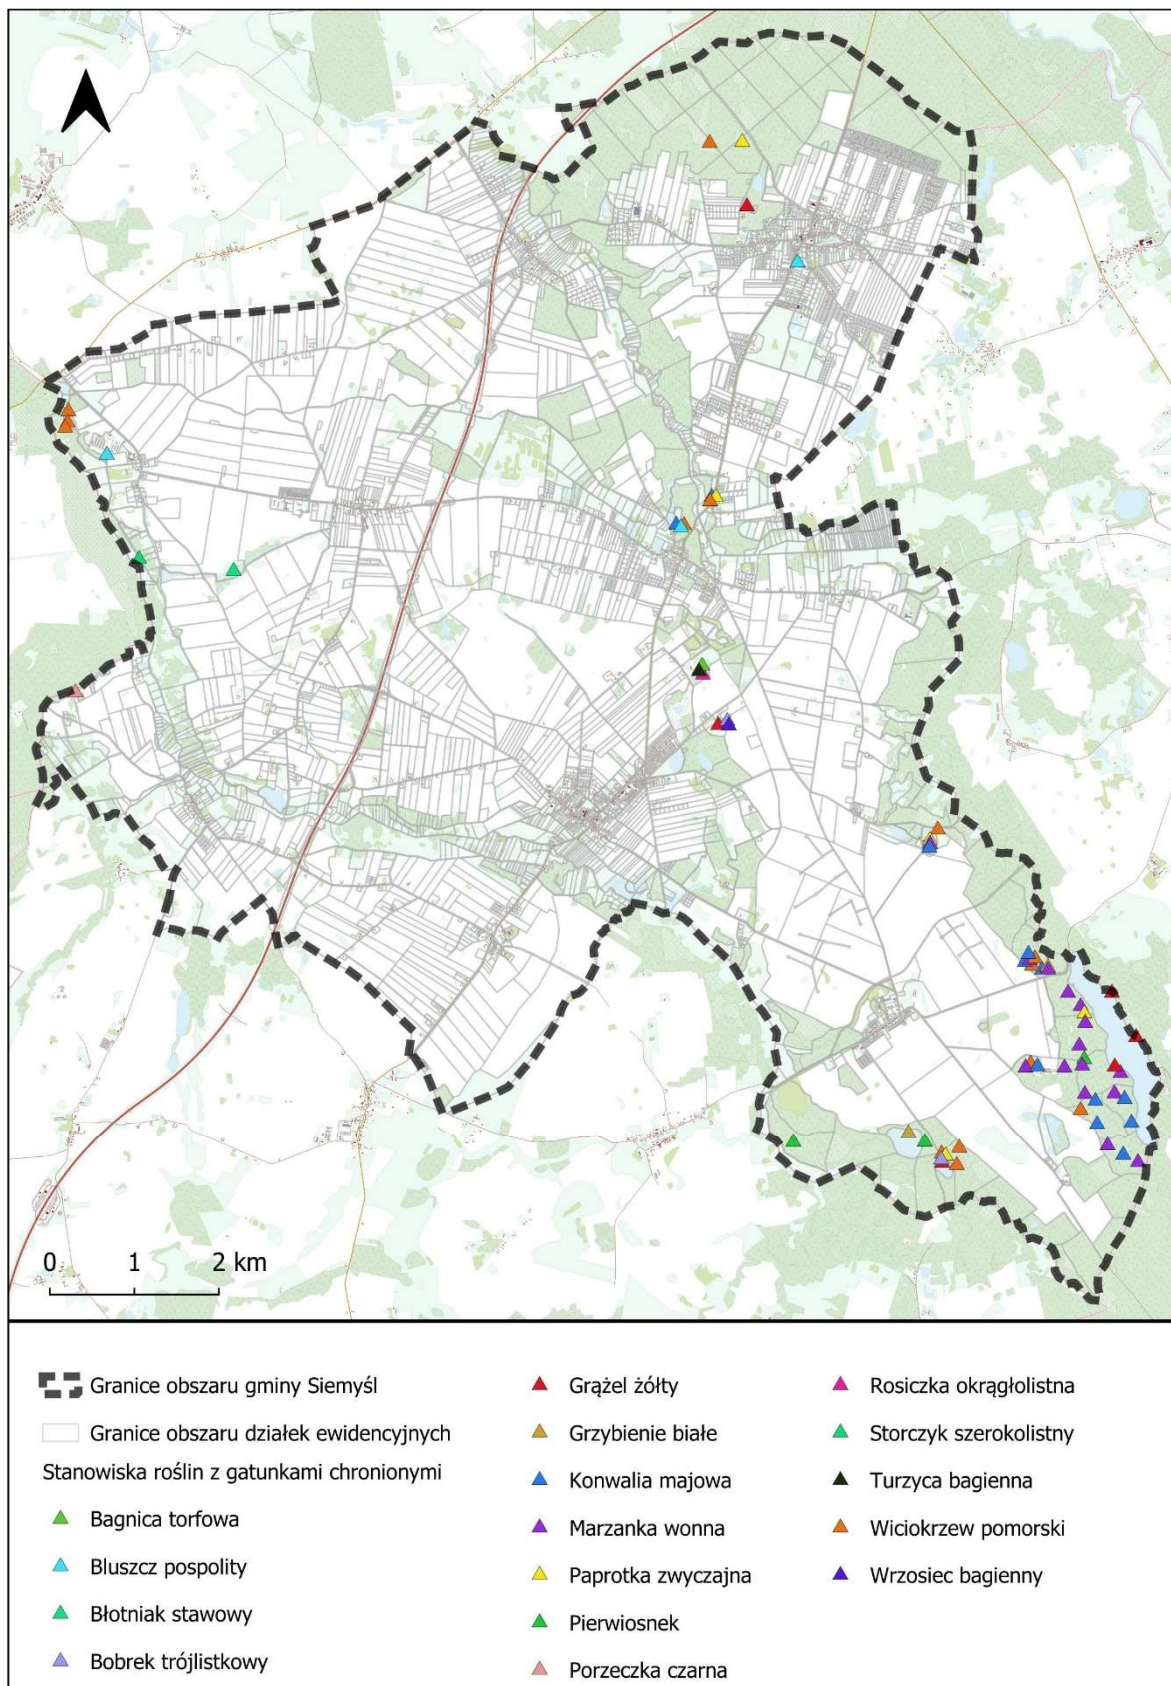 0 1 2 km
Granice obszaru gminy Siemyśl
Granice obszaru działek ewidencyjnych
Stanowiska roślin z gatunkami chronionymi
Bagnica torfowa
Bluszcz pospolity
Błotniak stawowy
Bobrek trójlistkowy
Grążel żółty
Grzybienie białe
Konwalia majowa
Marzanka wonna
Paprotka zwyczajna
Pierwiosnek
Porzeczka czarna
Rosiczka okrągłolistna
Storczyk szerokolistny
Turzyca bagienna
Wiciokrzew pomorski
Wrzosiec bagienny